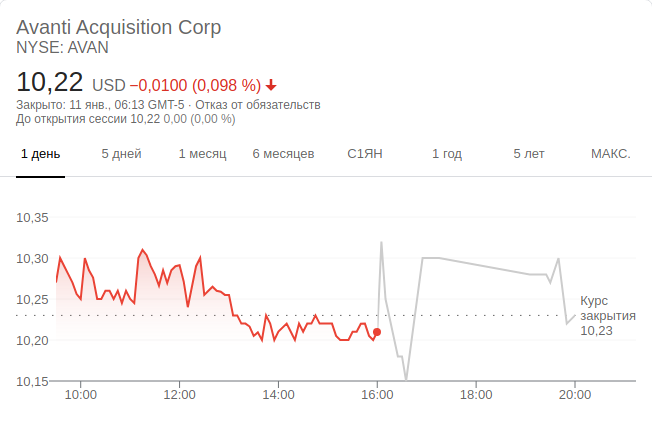 Avanti Acquisition Corp
NYSE: AVAN
10,22 USD −0,0100 (0,098 %)
Закрыто: 11 янв., 06:13 GMT-5 · Отказ от обязательств
До открытия сессии 10,22 0,00 (0,00 %)
1 день 5 дней 1 месяц 6 месяцев С1ЯН 1 год 5 лет МАКС.
10,35
10,30
10,25
10,20
10,15
Курс
закрытия
10,23
10:00 12:00 14:00 16:00 18:00 20:00